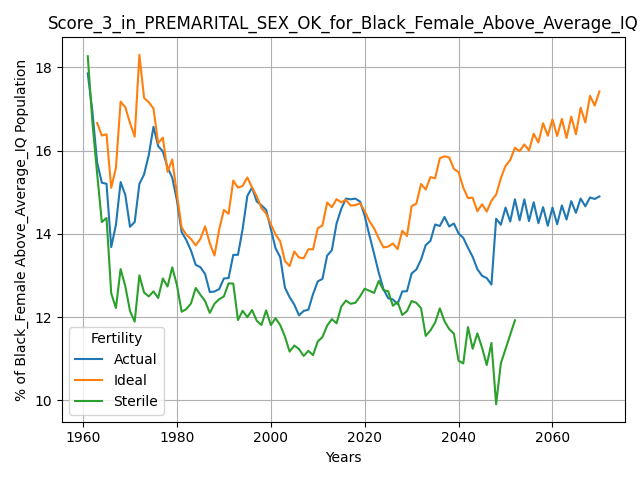 Score_3_in_PREMARITAL_SEX_OK_for_Black_Female_Above_Average_IQ
% of Black_Female Above_Average_IQ Population
18
16
14
12
10
Fertility
Actual
Ideal
Sterile
1960 1980 2000 2020 2040 2060
Years